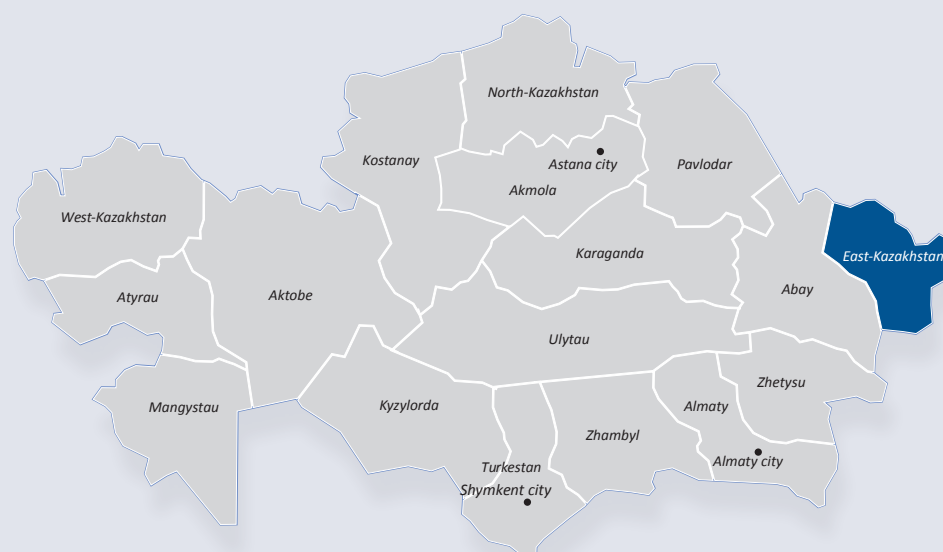 North-Kazakhstan
Kostanay
Astana city
Pavlodar
Akmola
West-Kazakhstan
Karaganda
East-Kazakhstan
Atyrau
Aktobe
Abay
Ulytau
Zhetysu
Mangystau
Kyzylorda
Almaty
Zhambyl
Almaty city
Turkestan
Shymkent city